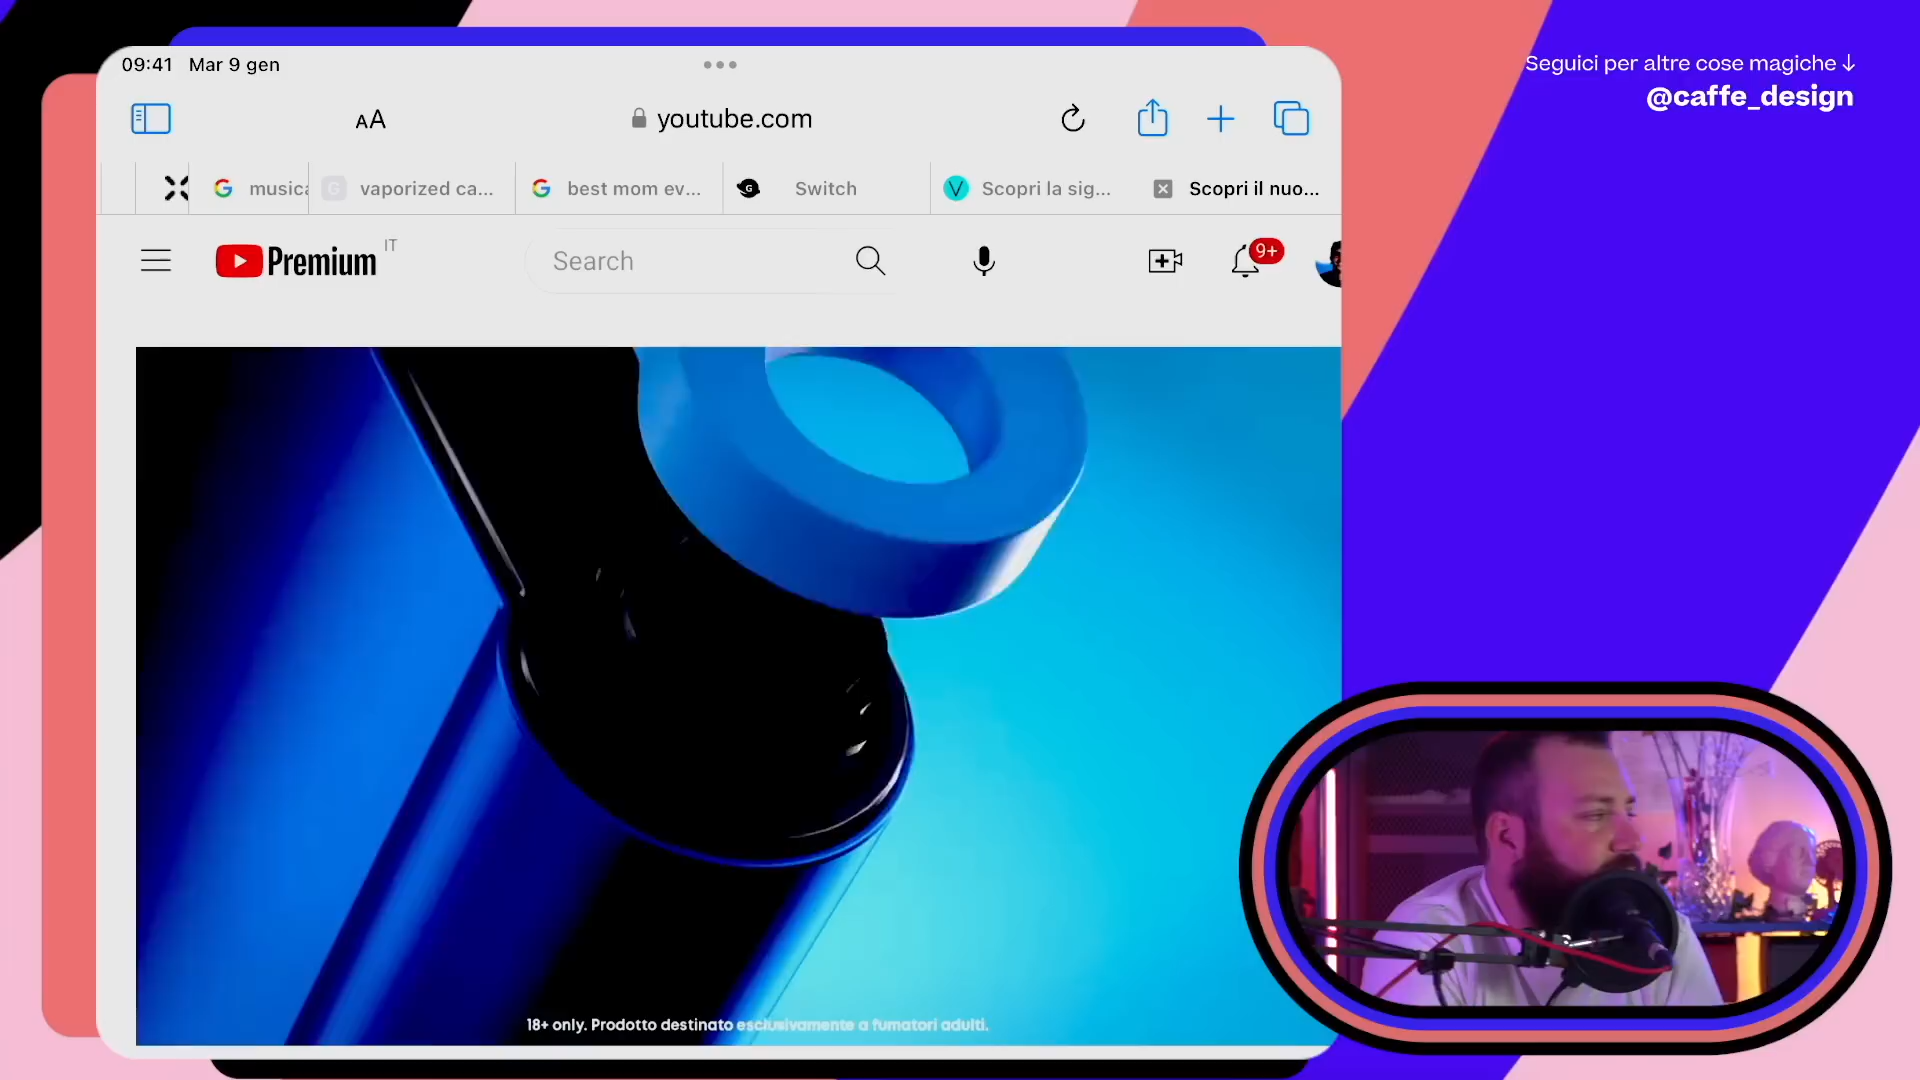 09:41 Mar 9 gen
Seguici per altre cose magiche ↓
@caffe_design
AA
youtube.com
musica
vaporized ca...
best mom ev...
Switch
Scopri la sig...
Scopri il nuo...
Premium IT
Search
9+
18+ only. Prodotto destinato esclusivamente a fumatori adulti.